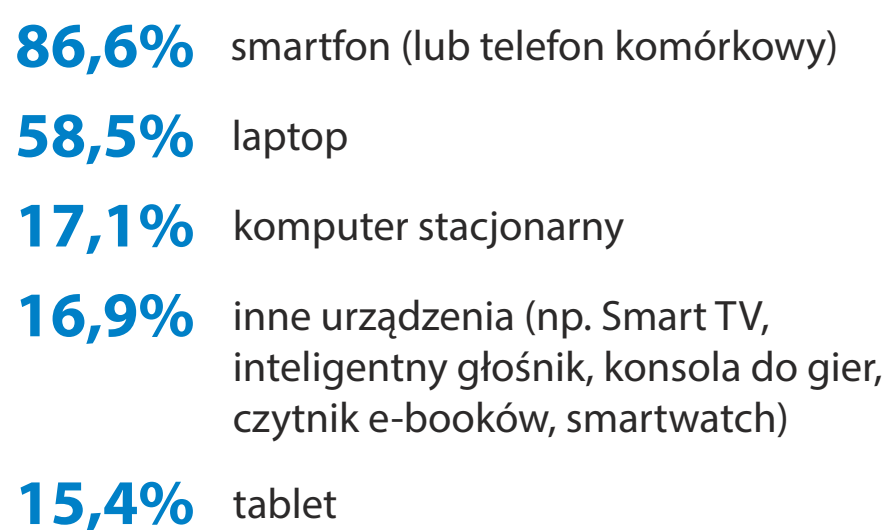 86,6% smartfon (lub telefon komórkowy)
58,5% laptop
17,1% komputer stacjonarny
16,9% inne urządzenia (np. Smart TV,
inteligentny głośnik, konsola do gier,
czytnik e-booków, smartwatch)
15,4% tablet